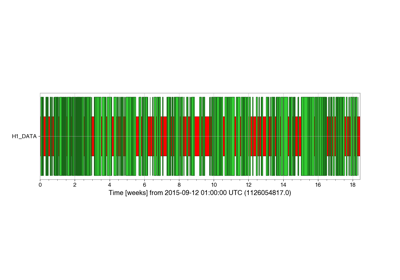 H1_DATA
0 2 4 6 8 10 12 14 16 18
Time [weeks] from 2015-09-12 01:00:00 UTC (1126054817.0)